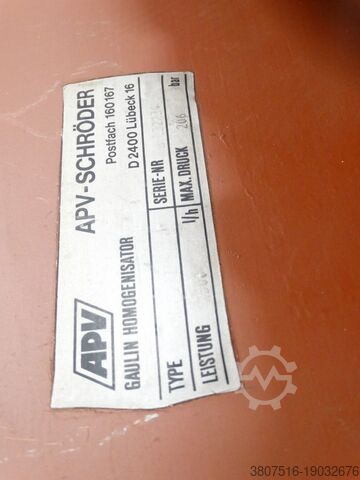 APV
APV-SCHRÖDER
Postfach 160167
D 2400 Lübeck 16
GAULIN HOMOGENISATOR
TYPE
SERIE-NR
LEISTUNG
l/h
MAX. DRUCK
206
bar
3807516-19032676